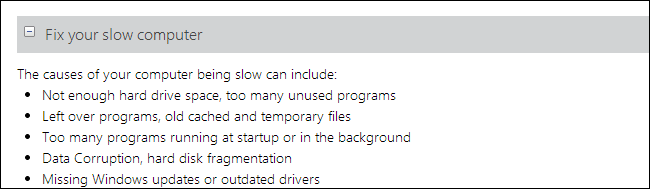 Fix your slow computer
The causes of your computer being slow can include:
• Not enough hard drive space, too many unused programs
• Left over programs, old cached and temporary files
• Too many programs running at startup or in the background
• Data Corruption, hard disk fragmentation
• Missing Windows updates or outdated drivers